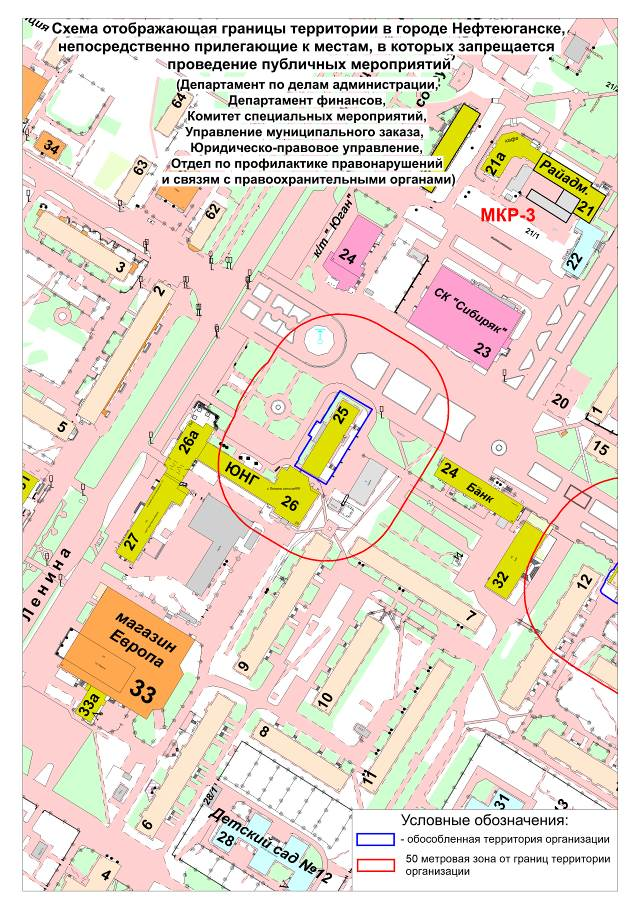 Схема отображающая границы территории в городе Нефтеюганске,
непосредственно прилегающие к местам, в которых запрещается
проведение публичных мероприятий
(Департамент по делам администрации,
Департамент финансов,
Комитет специальных мероприятий,
Управление муниципального заказа,
Юридическо-правовое управление,
Отдел по профилактике правонарушений
и связям с правоохранительными органами)
64
34
63
62
21а
Райадм.
21
МКР-3
21/1
22
к/т "Юган"
24
СК "Сибиряк"
23
3
2
5
20
1
15
25
26а
ЮНГ
26
27
24
Банк
32
12
Ленина
7
магазин
Европа
33
33а
9
10
8
11
6
28/1
Детский сад №12
28
31
13
4
Условные обозначения:
- обособленная территория организации
50 метровая зона от границ территории
организации